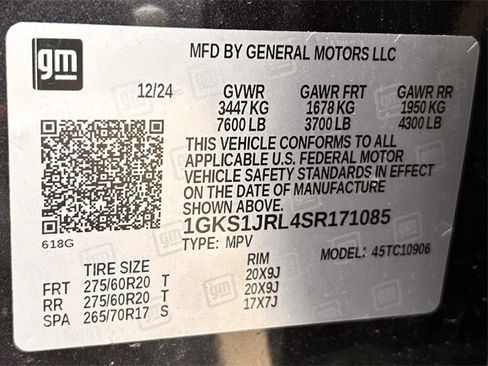 gm
MFD BY GENERAL MOTORS LLC
12/24 GVWR GAWR FRT GAWR RR
3447 KG 1678 KG 1950 KG
7600 LB 3700 LB 4300 LB
THIS VEHICLE CONFORMS TO ALL
APPLICABLE U.S. FEDERAL MOTOR
VEHICLE SAFETY STANDARDS IN EFFECT
ON THE DATE OF MANUFACTURE
SHOWN ABOVE.
1GKS1JRL4SR171085
618G
TYPE: MPV MODEL: 45TC10906
TIRE SIZE RIM
FRT 275/60R20 T 20X9J
RR 275/60R20 T 20X9J
SPA 265/70R17 S 17X7J